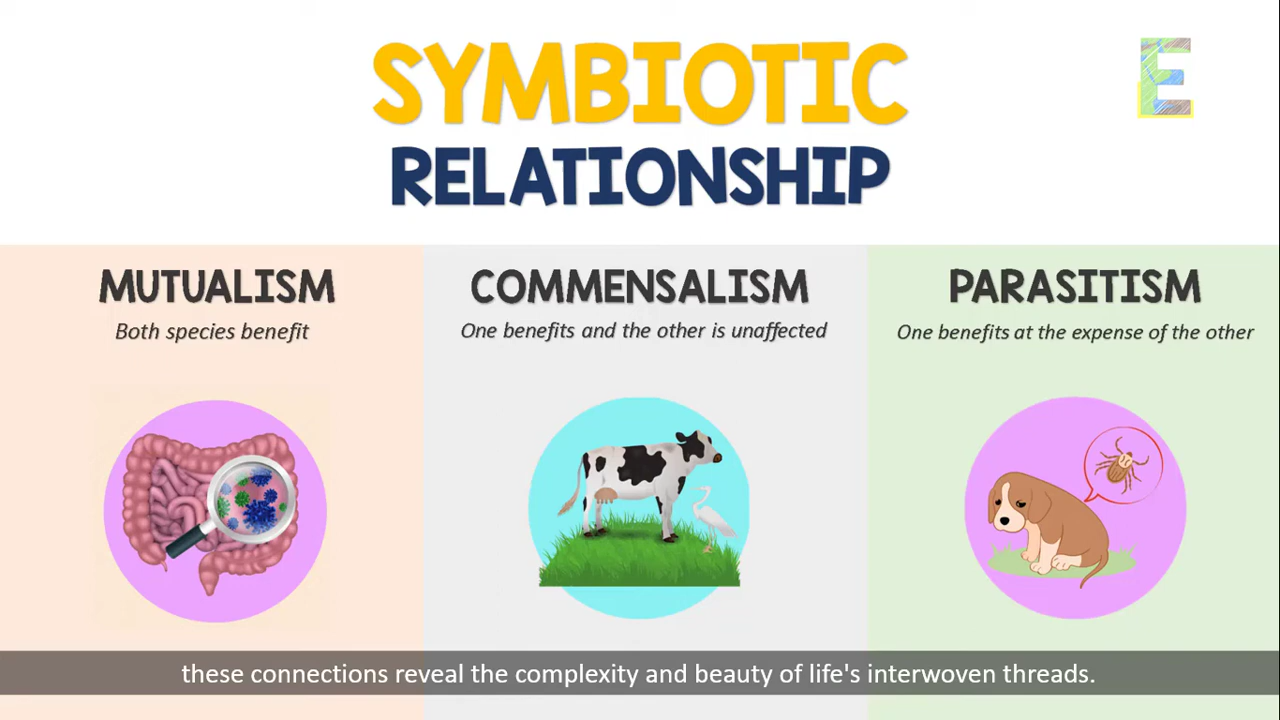 SYMBIOTIC
RELATIONSHIP
E
MUTUALISM
Both species benefit
COMMENSALISM
One benefits and the other is unaffected
PARASITISM
One benefits at the expense of the other
these connections reveal the complexity and beauty of life's interwoven threads.